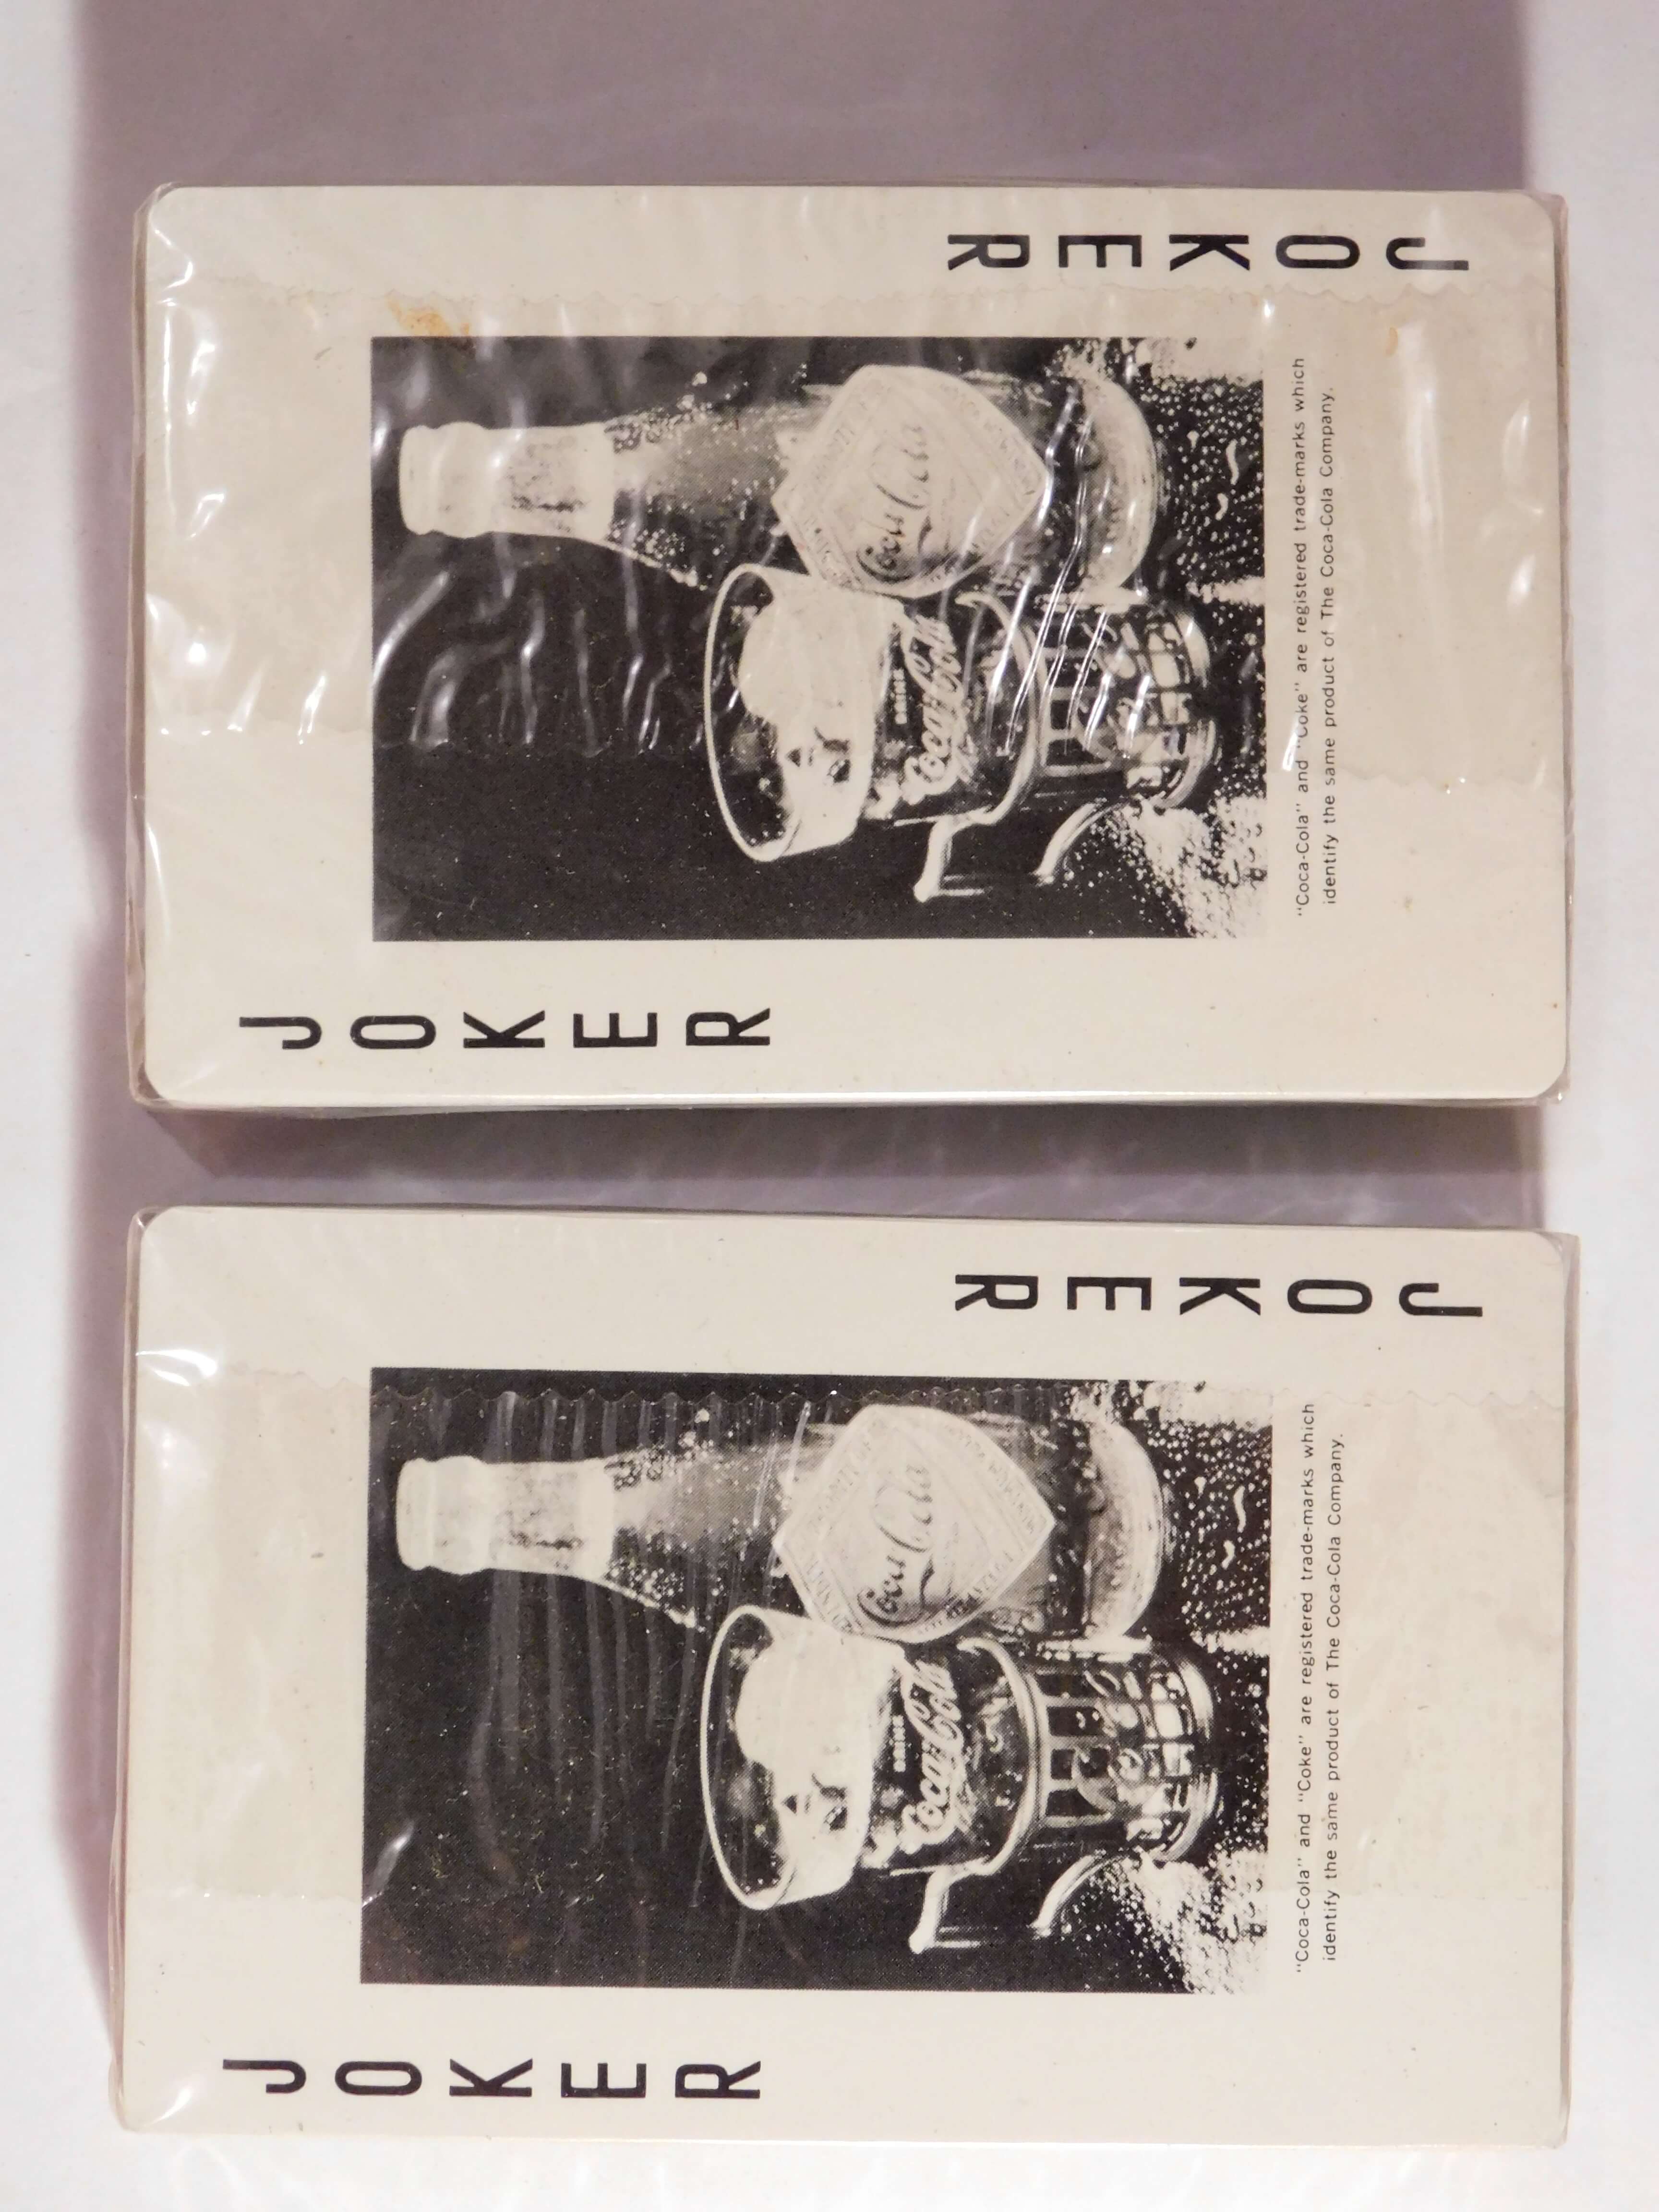 JOKER
Coca-Cola
DRINK
Coca-Cola
"Coca-Cola" and "Coke" are registered trade-marks which
identify the same product of The Coca-Cola Company.
JOKER
JOKER
Coca-Cola
DRINK
Coca-Cola
"Coca-Cola" and "Coke" are registered trade-marks which
identify the same product of The Coca-Cola Company.
JOKER